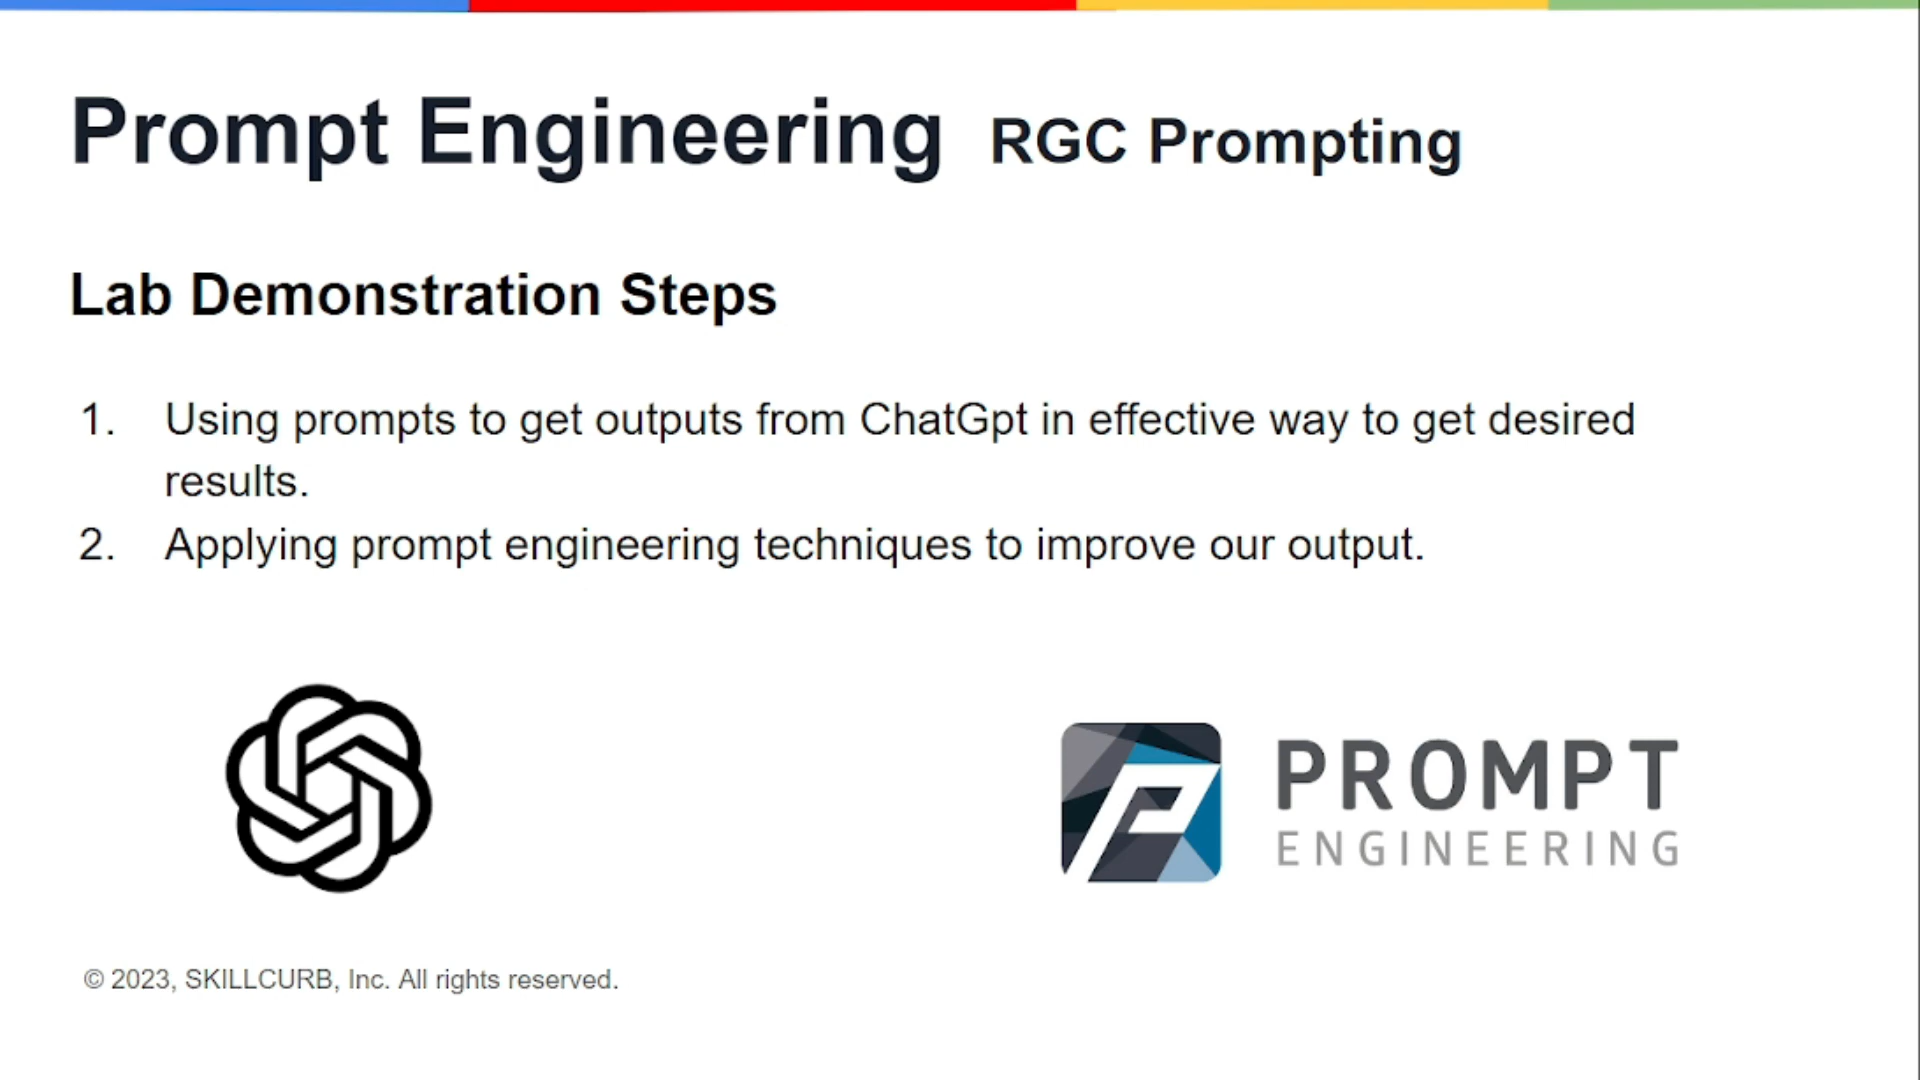 Prompt Engineering RGC Prompting
Lab Demonstration Steps
1. Using prompts to get outputs from ChatGpt in effective way to get desired
results.
2. Applying prompt engineering techniques to improve our output.
PROMPT
ENGINEERING
© 2023, SKILLCURB, Inc. All rights reserved.